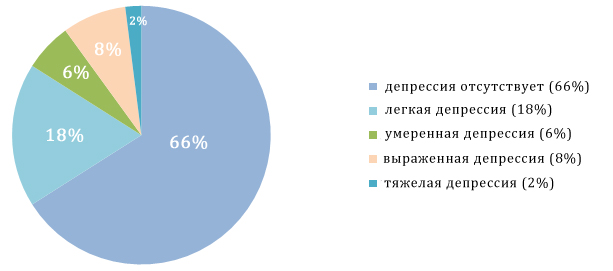 2%
8%
6%
18%
66%
депрессия отсутствует (66%)
легкая депрессия (18%)
умеренная депрессия (6%)
выраженная депрессия (8%)
тяжелая депрессия (2%)